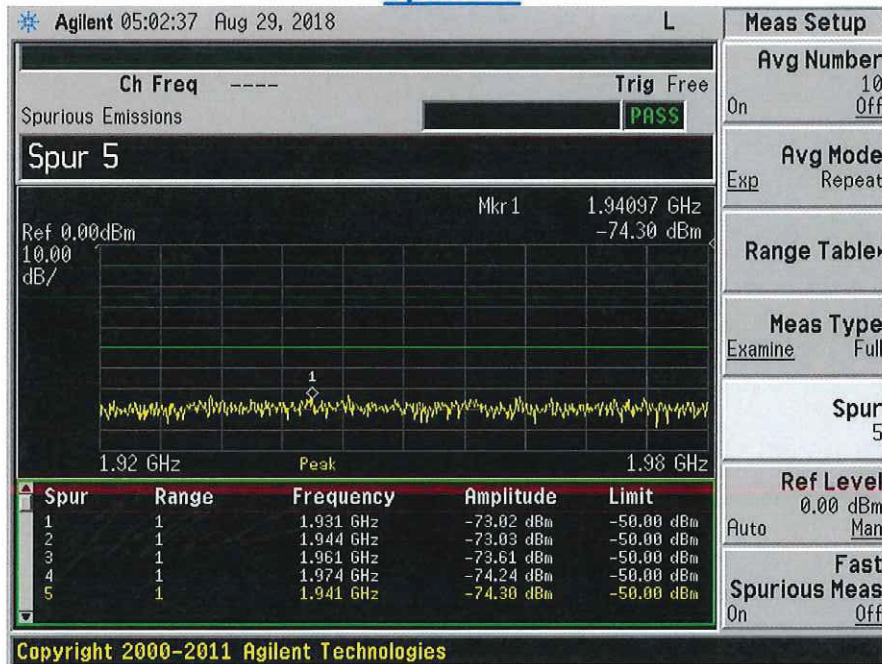 Agilent 05:02:37 Aug 29, 2018 L
Ch Freq ---- Trig Free
Spurious Emissions PASS
Spur 5
Mkr1 1.94097 GHz
Ref 0.00dBm -74.30 dBm
10.00
dB/
1
1.92 GHz Peak 1.98 GHz
Spur Range Frequency Amplitude Limit
1 1 1.931 GHz -73.02 dBm -50.00 dBm
2 1 1.944 GHz -73.03 dBm -50.00 dBm
3 1 1.961 GHz -73.61 dBm -50.00 dBm
4 1 1.974 GHz -74.24 dBm -50.00 dBm
5 1 1.941 GHz -74.30 dBm -50.00 dBm
Copyright 2000-2011 Agilent Technologies
Meas Setup
Avg Number
10
On Off
Avg Mode
Exp Repeat
Range Table
Meas Type
Examine Full
Spur
5
Ref Level
0.00 dBm
Auto Man
Fast
Spurious Meas
On Off